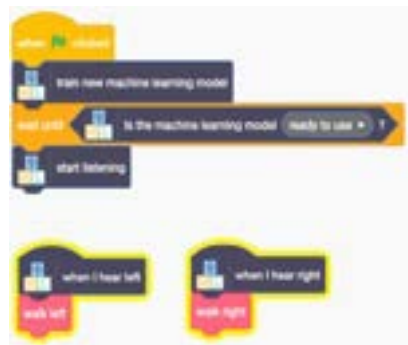 when clicked
train new machine learning model
wait until Is the machine learning model ready to use ?
start listening
when I hear left
when I hear right
walk left
walk right